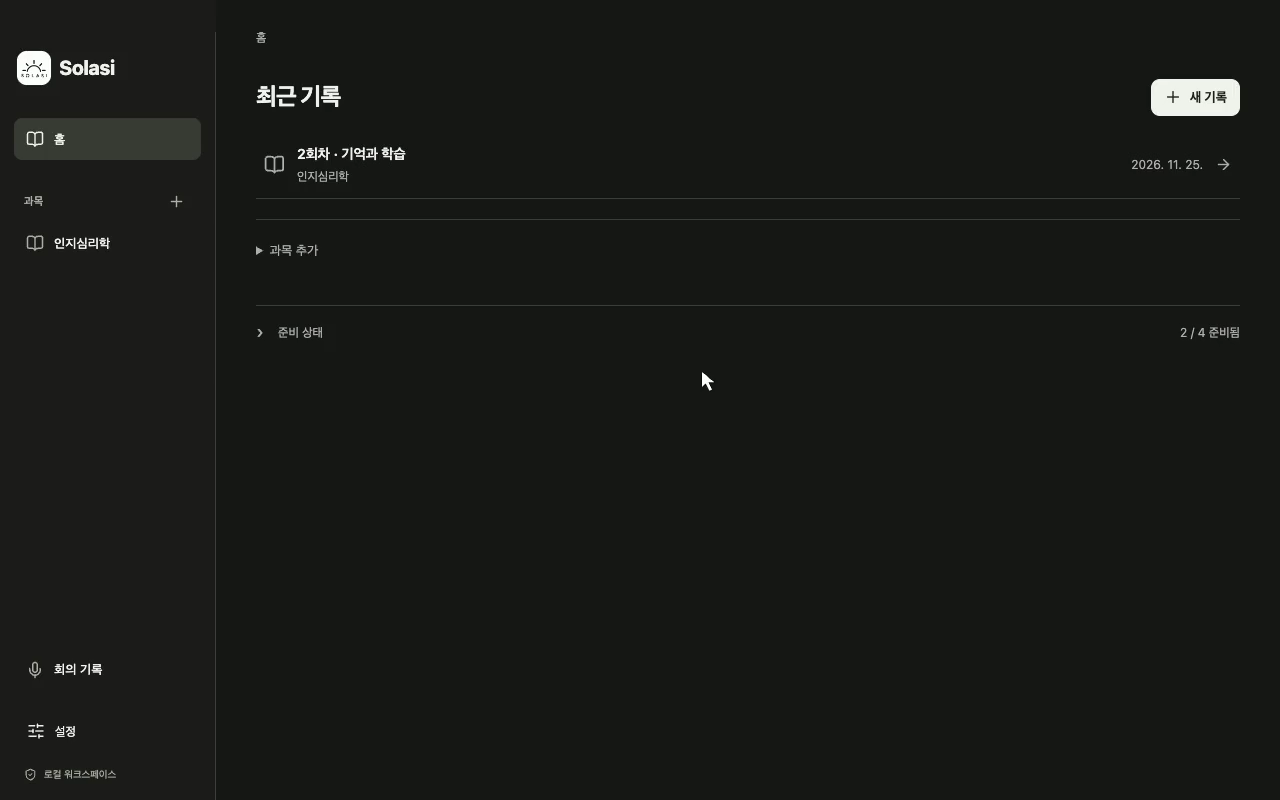 SOLASI
Solasi
홈
과목
인지심리학
회의 기록
설정
로컬 워크스페이스
홈
최근 기록
새 기록
2회차 · 기억과 학습
인지심리학
2026. 11. 25.
과목 추가
준비 상태
2 / 4 준비됨